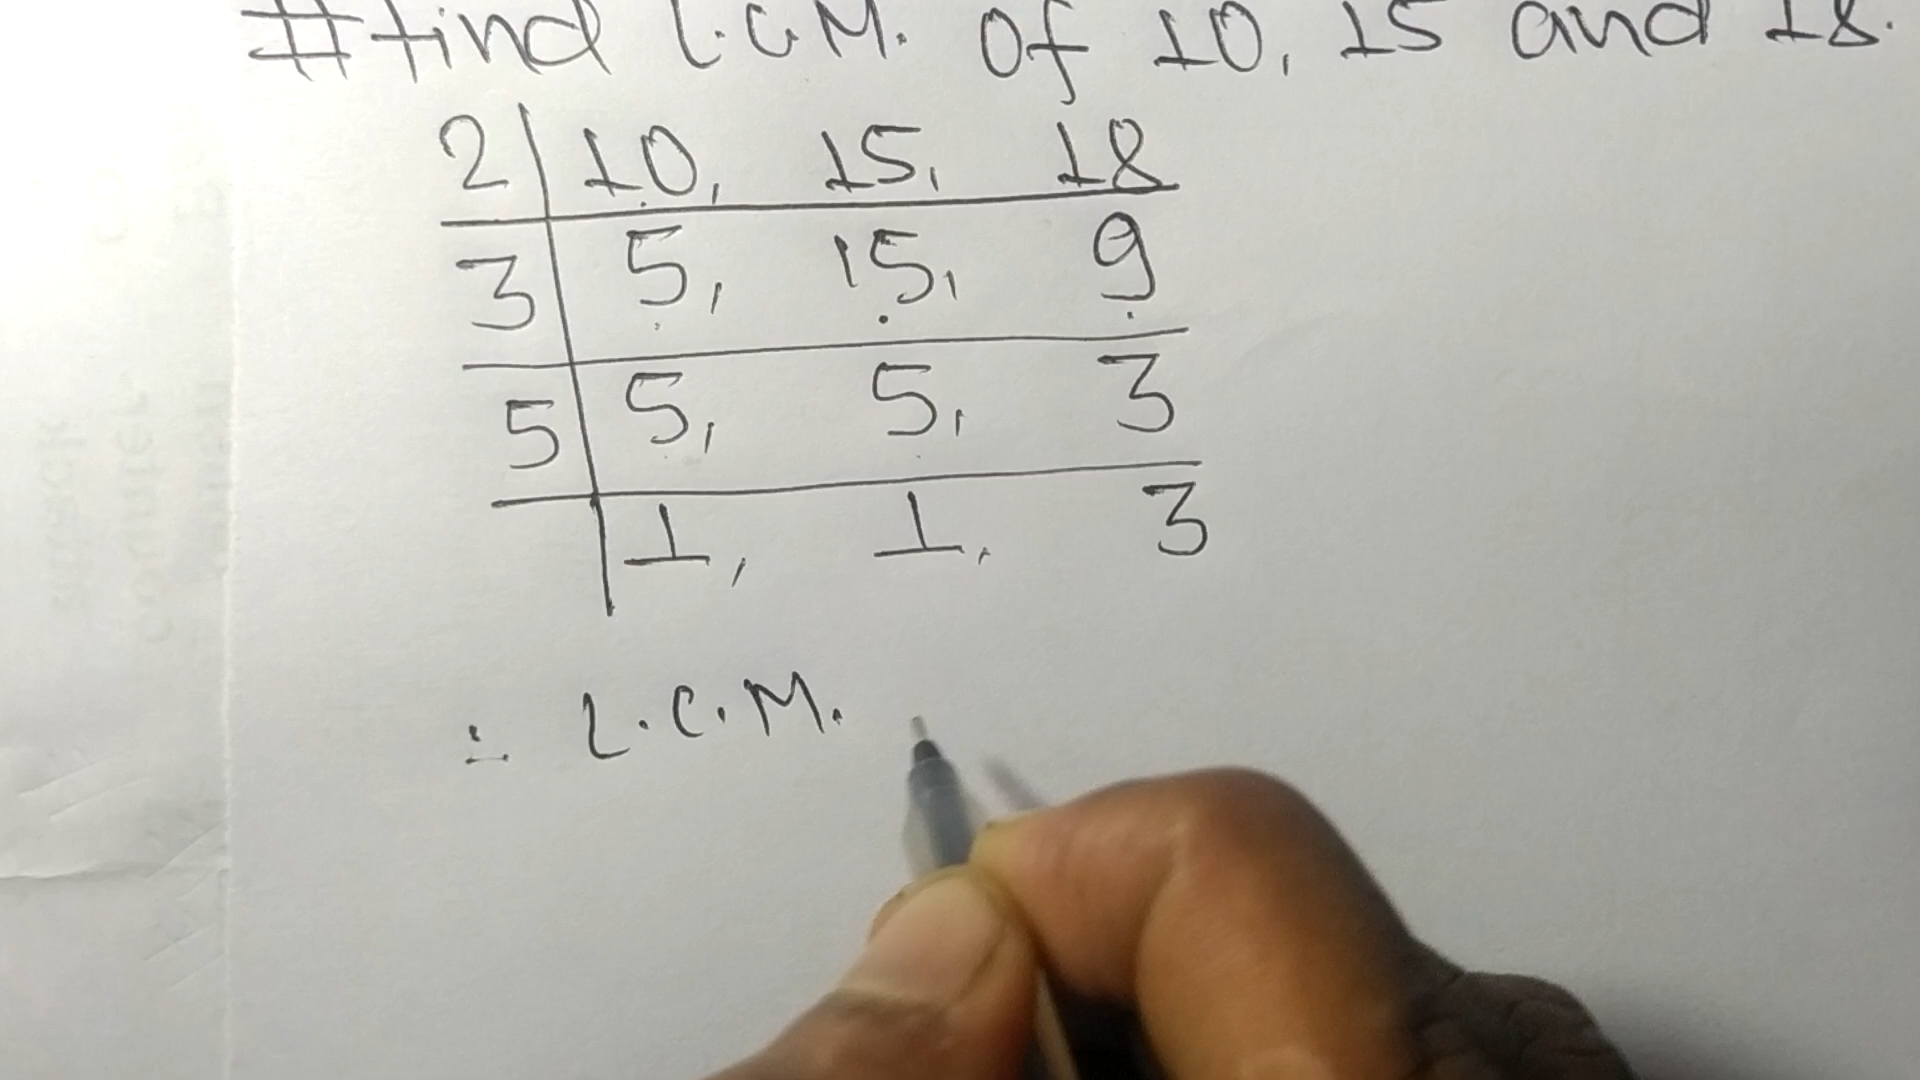 #find L.C.M. of 10, 15 and 18.
2 | 10, 15, 18
3 | 5, 15, 9
5 | 5, 5, 3
| 1, 1, 3
∴ L.C.M.